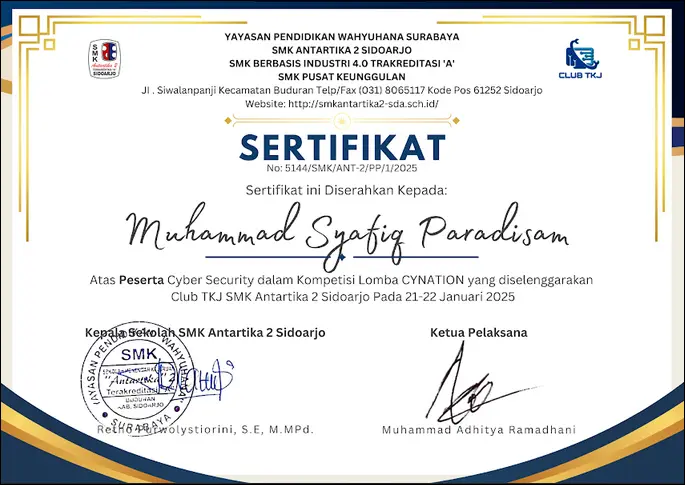 YAYASAN PENDIDIKAN WAHYUHANA SURABAYA
SMK ANTARTIKA 2 SIDOARJO
SMK BERBASIS INDUSTRI 4.0 TRAKREDITASI 'A'
SMK PUSAT KEUNGGULAN
Jl . Siwalanpanji Kecamatan Buduran Telp/Fax (031) 8065117 Kode Pos 61252 Sidoarjo
Website: http://smkantartika2-sda.sch.id/
SMK
Antartika 2
SIDOARJO
CLUB TKJ
SERTIFIKAT
No: 5144/SMK/ANT-2/PP/1/2025
Sertifikat ini Diserahkan Kepada:
Muhammad Syafiq Paradisam
Atas Peserta Cyber Security dalam Kompetisi Lomba CYNATION yang diselenggarakan
Club TKJ SMK Antartika 2 Sidoarjo Pada 21-22 Januari 2025
Kepala Sekolah SMK Antartika 2 Sidoarjo
Ketua Pelaksana
YAYASAN PENDIDIKAN WAHYUHANA
SMK
"Antartika" 2
Terakreditasi
BUDURAN
KAB. SIDOARJO
SURABAYA
Purwolystiorini, S.E, M.MPd.
Muhammad Adhitya Ramadhani